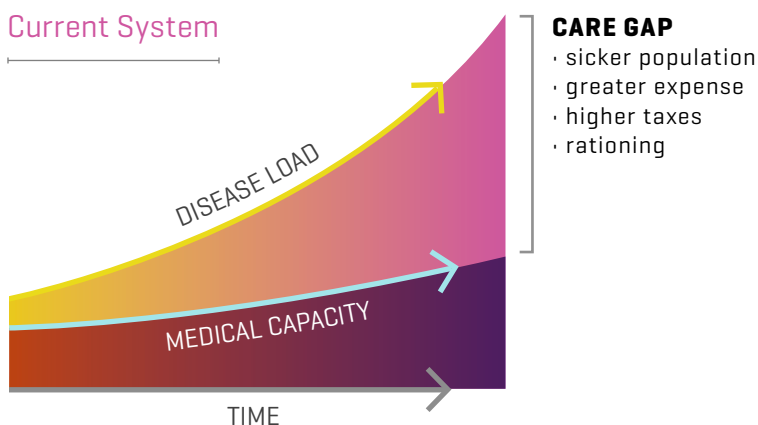 Current System
CARE GAP
· sicker population
· greater expense
· higher taxes
· rationing
DISEASE LOAD
MEDICAL CAPACITY
TIME